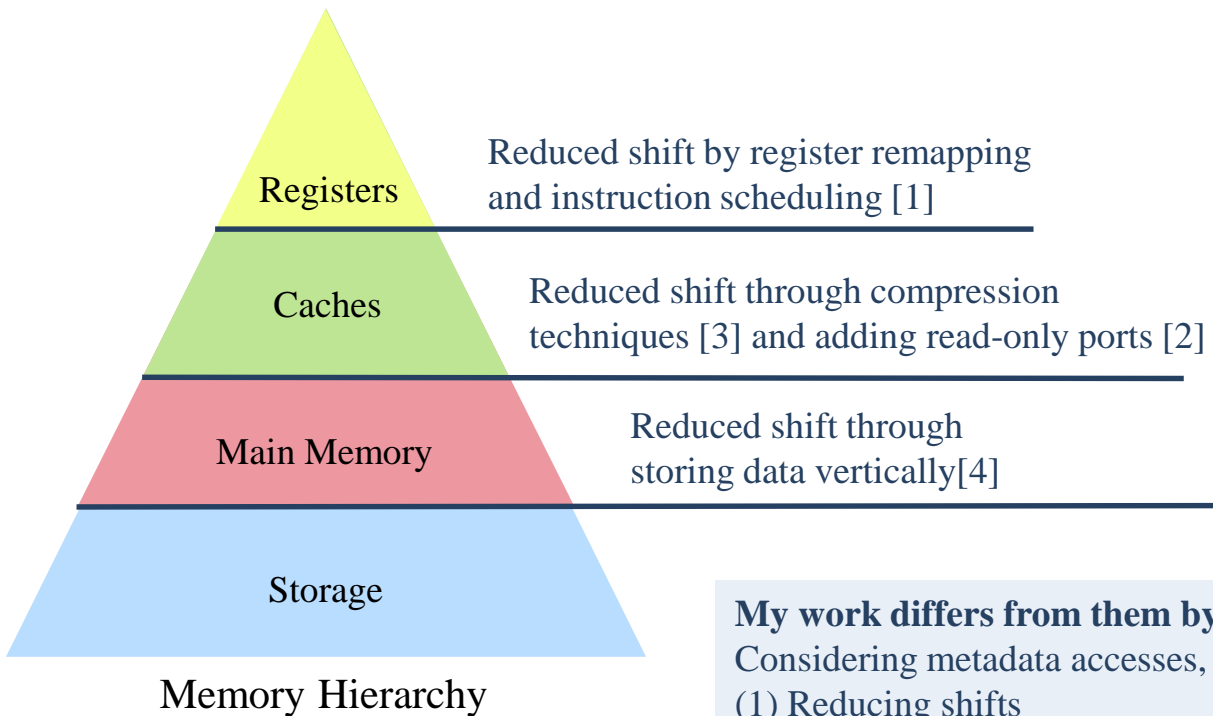 Registers
Reduced shift by register remapping
and instruction scheduling [1]
Caches
Reduced shift through compression
techniques [3] and adding read-only ports [2]
Main Memory
Reduced shift through
storing data vertically[4]
Storage
My work differs from them by
Considering metadata accesses,
(1) Reducing shifts
Memory Hierarchy